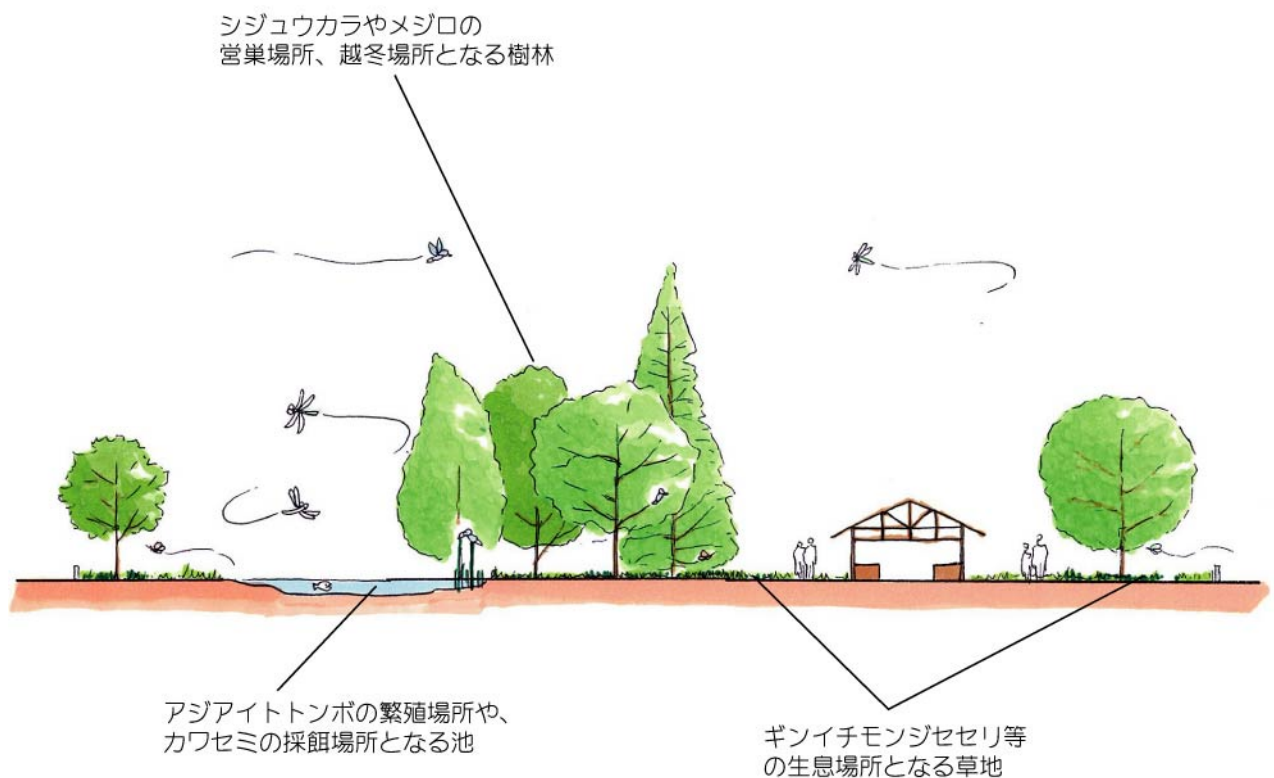 シジュウカラやメジロの
営巣場所、越冬場所となる樹林
アジアイトトンボの繁殖場所や、
カワセミの採餌場所となる池
ギンイチモンジセセリ等
の生息場所となる草地